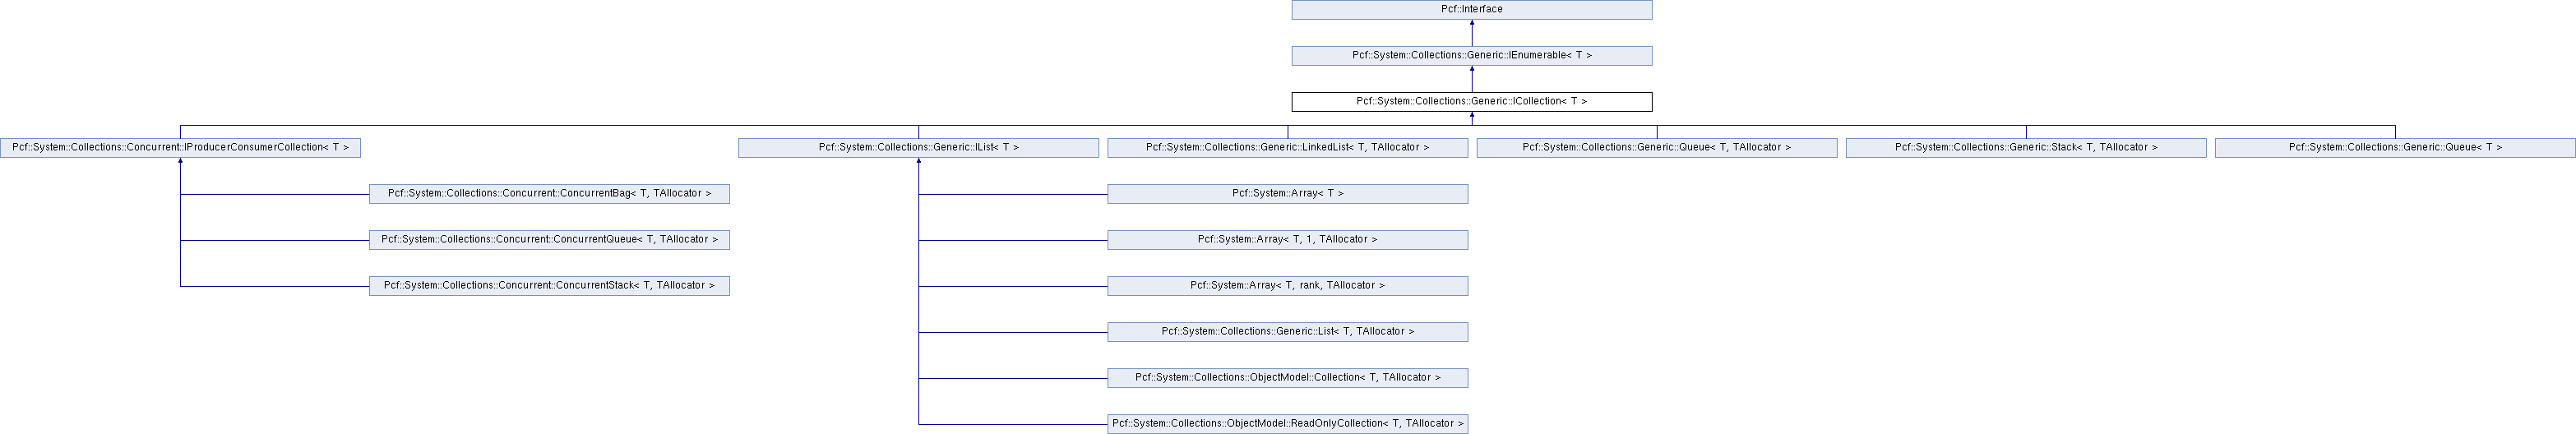 Pcf::Interface
Pcf::System::Collections::Generic::IEnumerable< T >
Pcf::System::Collections::Generic::ICollection< T >
Pcf::System::Collections::Concurrent::IProducerConsumerCollection< T >
Pcf::System::Collections::Generic::IList< T >
Pcf::System::Collections::Generic::LinkedList< T, TAllocator >
Pcf::System::Collections::Generic::Queue< T, TAllocator >
Pcf::System::Collections::Generic::Stack< T, TAllocator >
Pcf::System::Collections::Generic::Queue< T >
Pcf::System::Collections::Concurrent::ConcurrentBag< T, TAllocator >
Pcf::System::Array< T >
Pcf::System::Collections::Concurrent::ConcurrentQueue< T, TAllocator >
Pcf::System::Array< T, 1, TAllocator >
Pcf::System::Collections::Concurrent::ConcurrentStack< T, TAllocator >
Pcf::System::Array< T, rank, TAllocator >
Pcf::System::Collections::Generic::List< T, TAllocator >
Pcf::System::Collections::ObjectModel::Collection< T, TAllocator >
Pcf::System::Collections::ObjectModel::ReadOnlyCollection< T, TAllocator >